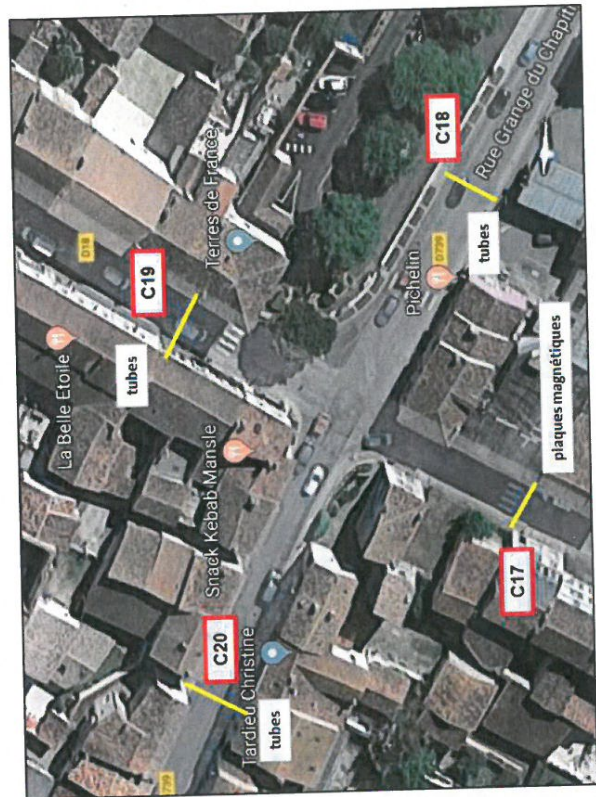 La Belle Etoile
tubes
C19
D18
Terres de France
Snack Kebab Mansle
C18
Rue Grange du Chapit
tubes
D739
Pichelin
C20
Tardieu Christine
tubes
739
C17
plaques magnétiques